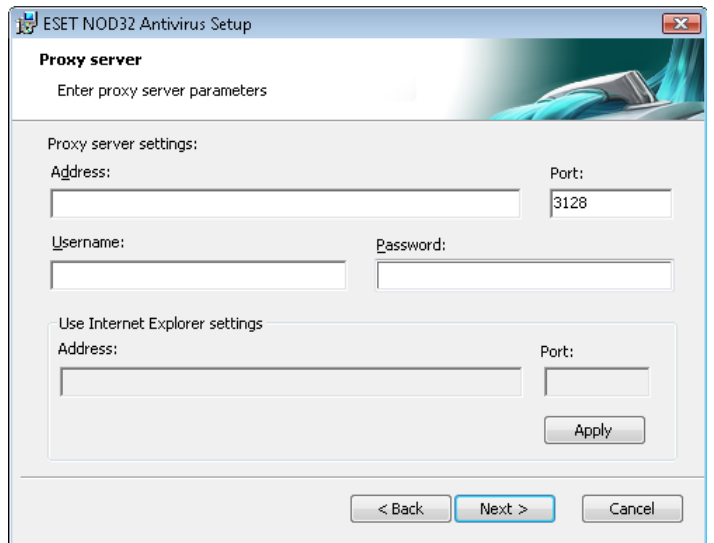 ESET NOD32 Antivirus Setup
Proxy server
Enter proxy server parameters
Proxy server settings:
Address: Port:
3128
Username: Password:
Use Internet Explorer settings
Address: Port:
Apply
< Back Next > Cancel